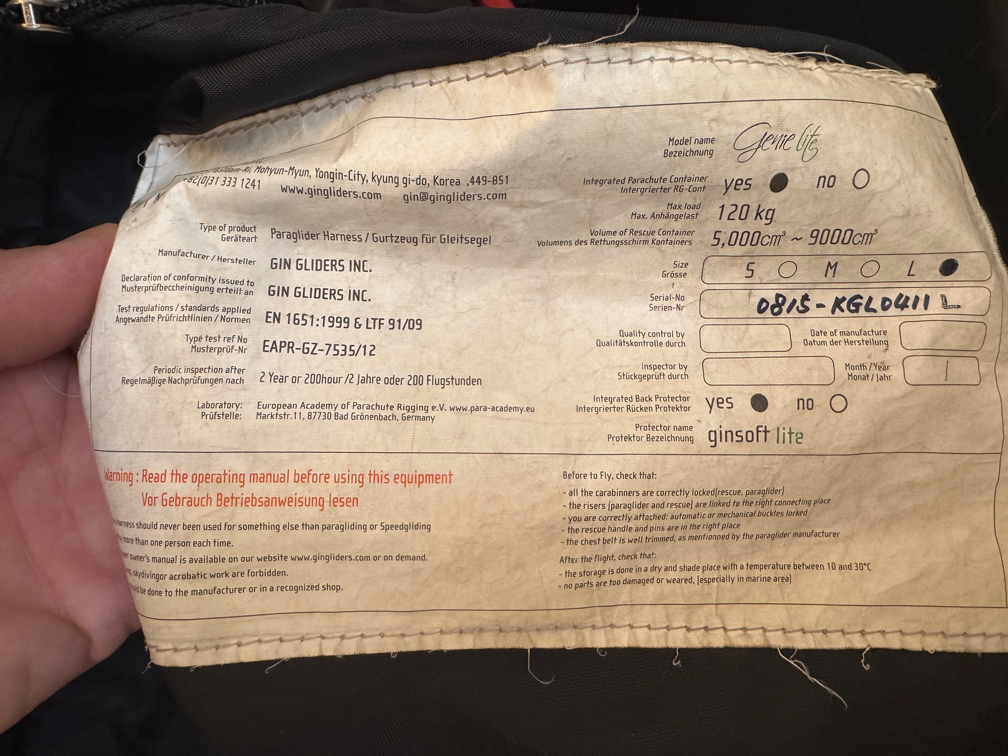 Mohyun-Myun, Yongin-City, kyung gi-do, Korea ,449-851
82(0)31 333 1241 www.gingliders.com gin@gingliders.com
Type of product
Geräteart
Paraglider Harness / Gurtzeug für Gleitsegel
Manufacturer / Hersteller
GIN GLIDERS INC.
Declaration of conformity issued to
Musterprüfbeccheinigung erteilt an
GIN GLIDERS INC.
Test regulations / standards applied
Angewandte Prüfrichtlinien / Normen
EN 1651:1999 & LTF 91/09
Type test ref No
Musterprüf-Nr
EAPR-GZ-7535/12
Periodic inspection after
Regelmäßige Nachprüfungen nach
2 Year or 200hour /2 Jahre oder 200 Flugstunden
Laboratory:
Prüfstelle:
European Academy of Parachute Rigging e.V. www.para-academy.eu
Marktstr.11, 87730 Bad Grönenbach, Germany
Model name
Bezeichnung
Genie lite
Integrated Parachute Container
Intergrierter RG-Cont
yes no
Max load
Max. Anhängelast
120 kg
Volume of Rescue Container
Volumens des Rettungsschirm Kontainers
5,000cm³ ~ 9000cm³
Size
Grösse
S M L
Serial-No
Serien-Nr
0815-KGL0411 L
Quality control by
Qualitätskontrolle durch
Date of manufacture
Datum der Herstellung
Inspector by
Stückgeprüft durch
Month /Year
Monat / Jahr
Integrated Back Protector
Intergrierter Rücken Protektor
yes no
Protector name
Protektor Bezeichnung
ginsoft lite
Warning : Read the operating manual before using this equipment
Vor Gebrauch Betriebsanweisung lesen
should never been used for something else than paragliding or Speedgliding
more than one person each time.
owner's manual is available on our website www.gingliders.com or on demand.
skydivingor acrobatic work are forbidden.
be done to the manufacturer or in a recognized shop.
Before to Fly, check that:
- all the carabinners are correctly locked[rescue, paraglider]
- the risers [paraglider and rescue] are linked to the right connecting place
- you are correctly attached: automatic or mechanical buckles locked
- the rescue handle and pins are in the right place
- the chest belt is well trimmed, as mentionned by the paraglider manufacturer
After the flight, check that:
- the storage is done in a dry and shade place with a temperature between 10 and 30°C
- no parts are too damaged or weared, [especially in marine area]